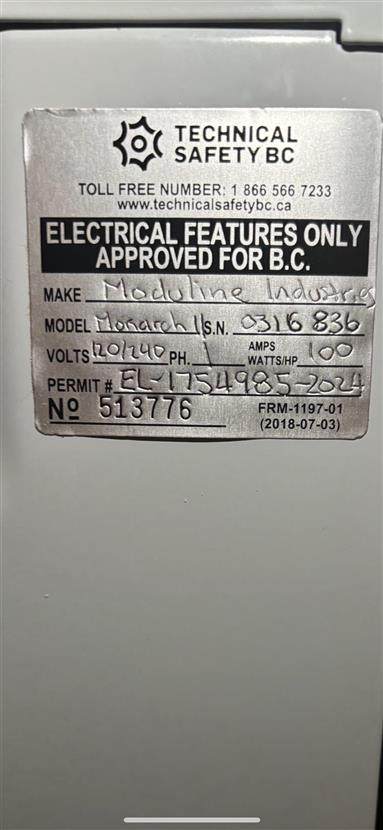 TECHNICAL
SAFETY BC
TOLL FREE NUMBER: 1 866 566 7233
www.technicalsafetybc.ca
ELECTRICAL FEATURES ONLY
APPROVED FOR B.C.
MAKE Moduline Industries
MODEL Monarch II S.N. 0316836
VOLTS 120/240 PH. 1 AMPS WATTS/HP 100
PERMIT # EL-1754985-2024
Nº 513776 FRM-1197-01
(2018-07-03)